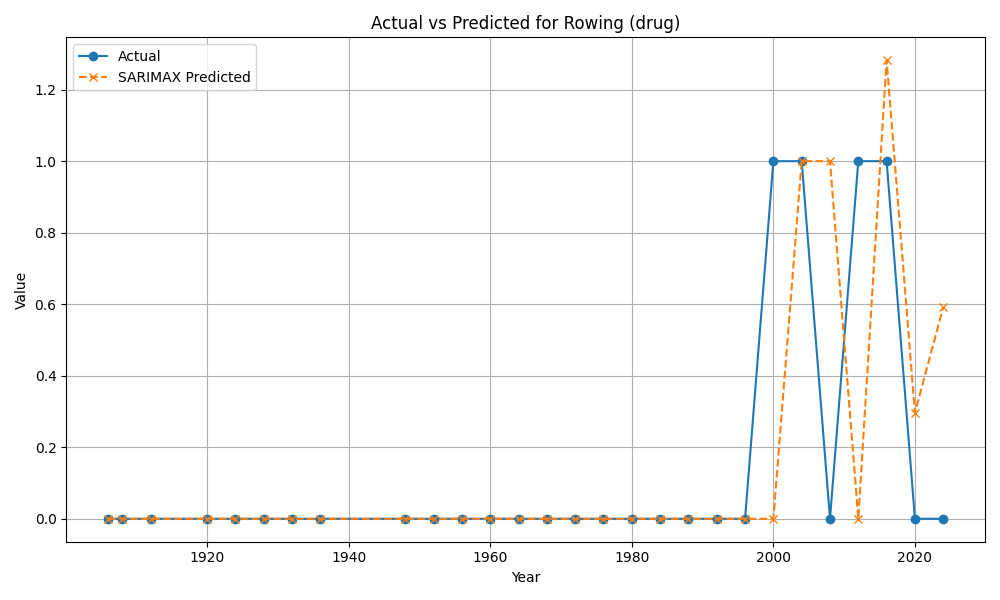 Actual vs Predicted for Rowing (drug)
Actual
SARIMAX Predicted
1.2
1.0
0.8
0.6
0.4
0.2
0.0
Value
1920 1940 1960 1980 2000 2020
Year